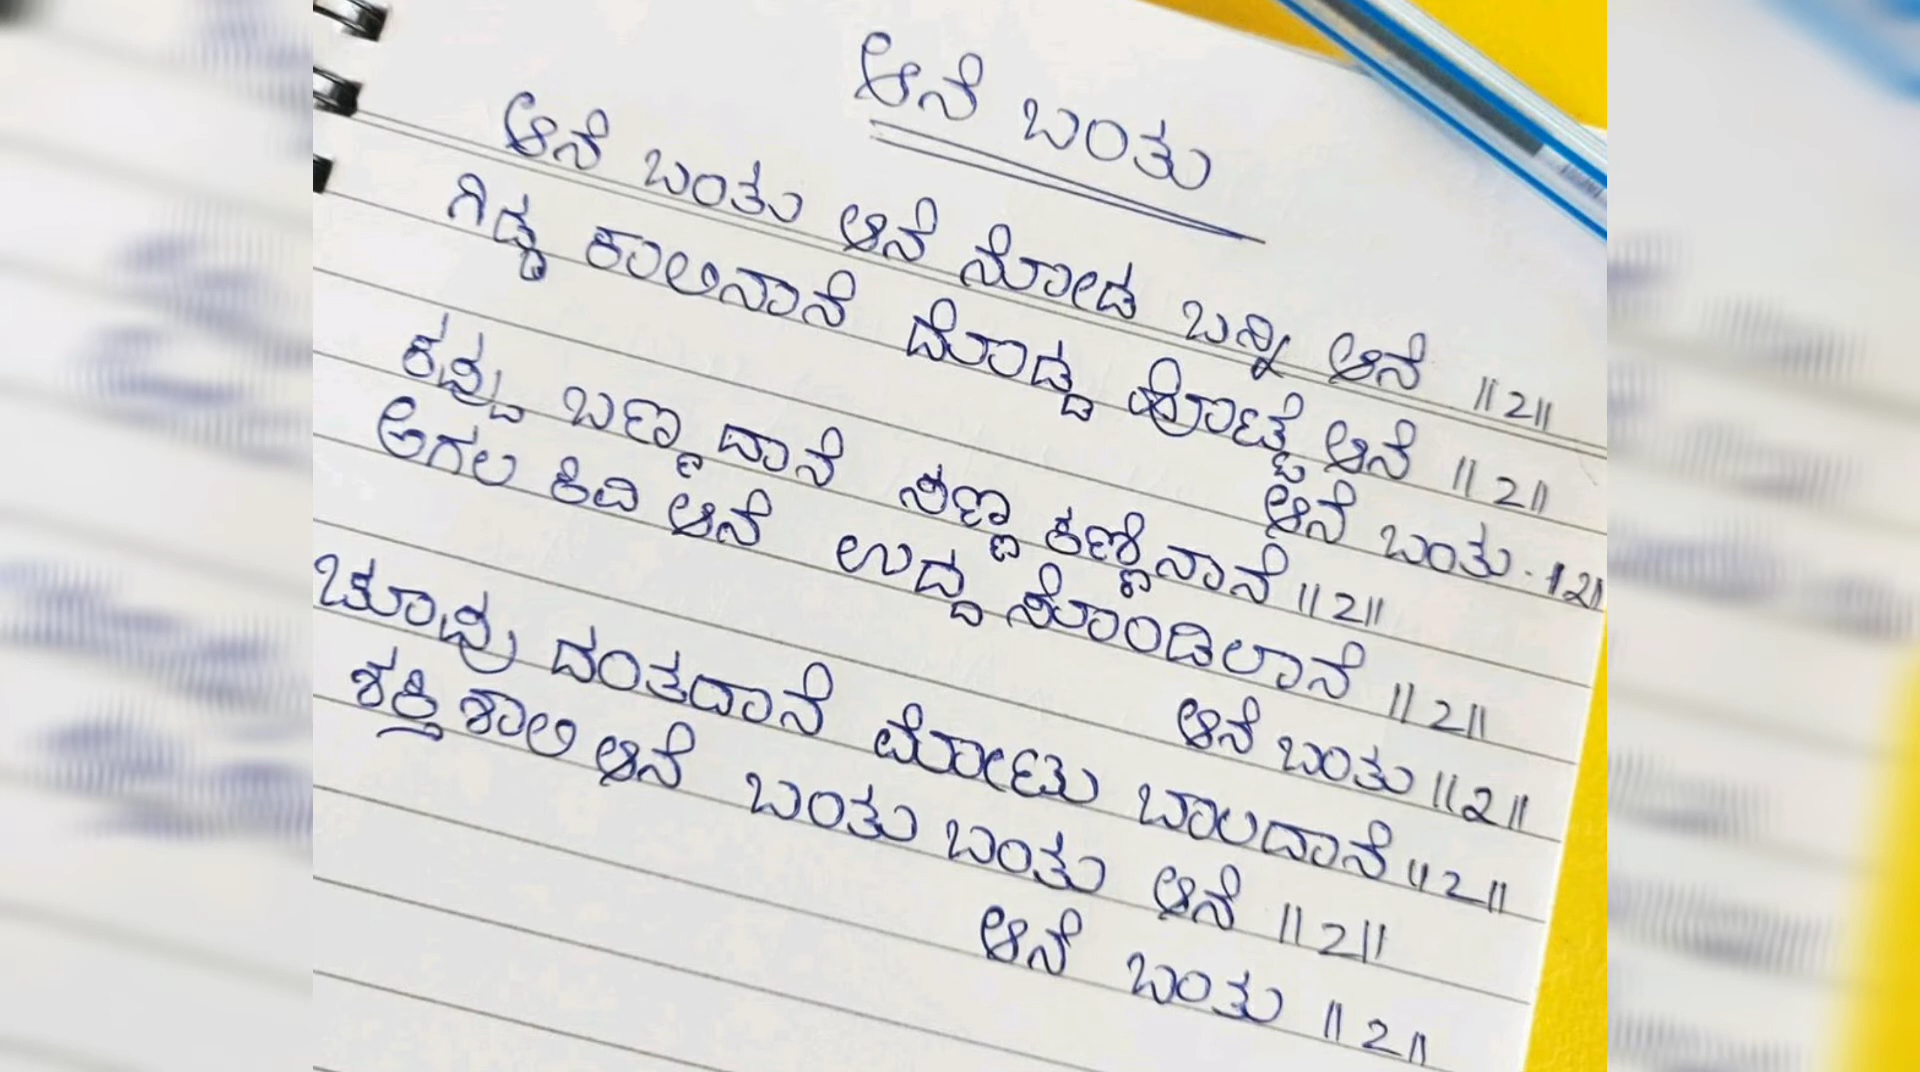 ಆನೆ ಬಂತು
ಆನೆ ಬಂತು ಆನೆ ನೋಡ ಬನ್ನಿ ಆನೆ ॥2॥
ಗಿಡ್ಡ ಕಾಲಿನಾನೆ ದೊಡ್ಡ ಹೊಟ್ಟೆ ಆನೆ ॥2॥
ಆನೆ ಬಂತು. ॥2॥
ಕಪ್ಪು ಬಣ್ಣದಾನೆ ಸಣ್ಣ ಕಣ್ಣಿನಾನೆ ॥2॥
ಅಗಲ ಕಿವಿ ಆನೆ ಉದ್ದ ಸೊಂಡಿಲಾನೆ ॥2॥
ಆನೆ ಬಂತು ॥2॥
ಚೂಪು ದಂತದಾನೆ ಮೋಟು ಬಾಲದಾನೆ ॥2॥
ಶಕ್ತಿಶಾಲಿ ಆನೆ ಬಂತು ಬಂತು ಆನೆ ॥2॥
ಆನೆ ಬಂತು ॥2॥